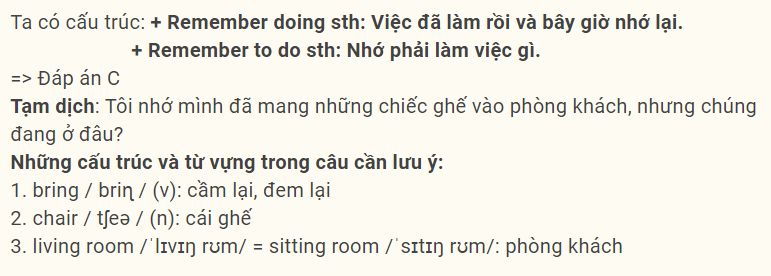 Ta có cấu trúc: + Remember doing sth: Việc đã làm rồi và bây giờ nhớ lại.
+ Remember to do sth: Nhớ phải làm việc gì.
=> Đáp án C
Tạm dịch: Tôi nhớ mình đã mang những chiếc ghế vào phòng khách, nhưng chúng
đang ở đâu?
Những cấu trúc và từ vựng trong câu cần lưu ý:
1. bring / briɳ / (v): cầm lại, đem lại
2. chair / tʃeə / (n): cái ghế
3. living room /ˈlɪvɪŋ rʊm/ = sitting room /ˈsɪtɪŋ rʊm/: phòng khách